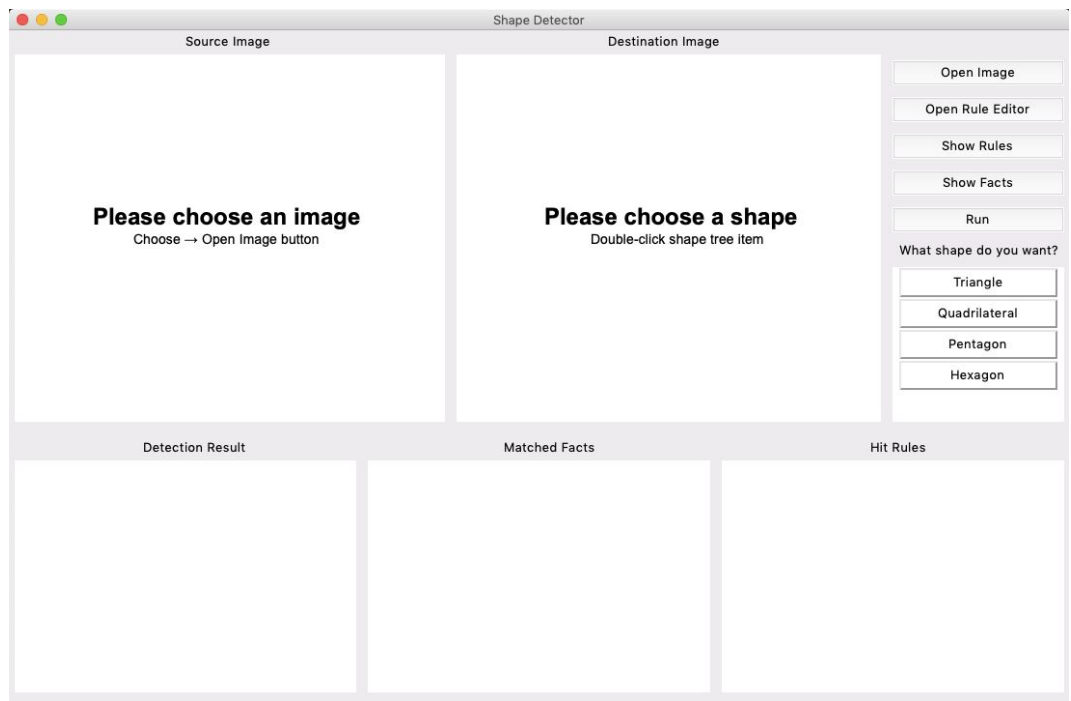 Shape Detector
Source Image
Destination Image
Please choose an image
Choose → Open Image button
Please choose a shape
Double-click shape tree item
Open Image
Open Rule Editor
Show Rules
Show Facts
Run
What shape do you want?
Triangle
Quadrilateral
Pentagon
Hexagon
Detection Result
Matched Facts
Hit Rules